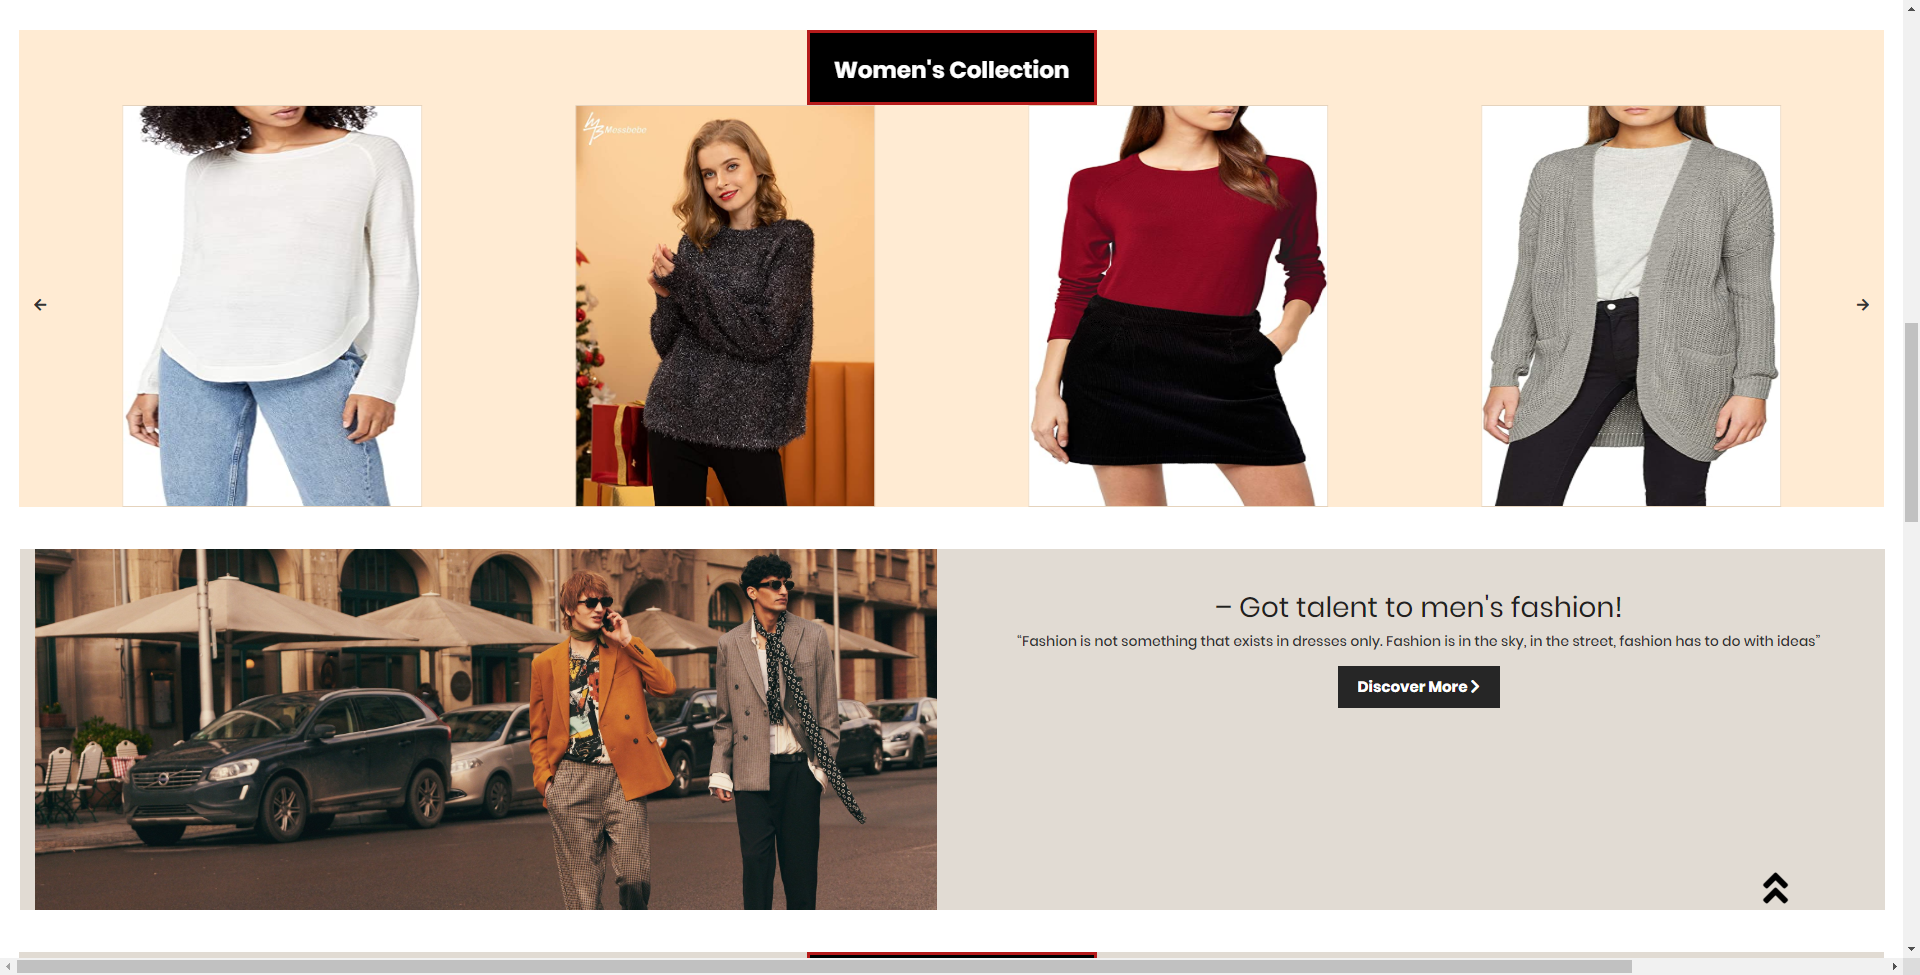 Women's Collection
Messbebe
– Got talent to men's fashion!
“Fashion is not something that exists in dresses only. Fashion is in the sky, in the street, fashion has to do with ideas”
Discover More